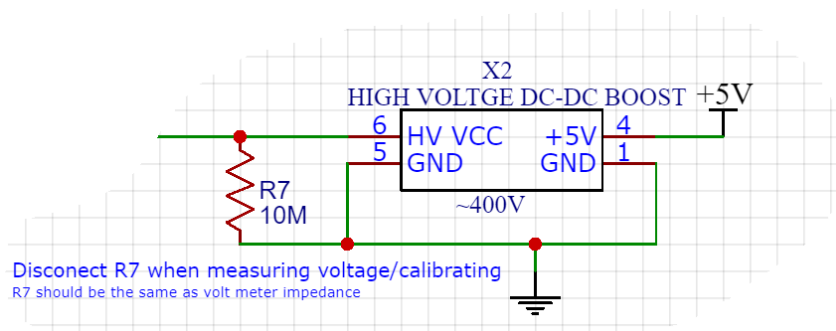 X2
HIGH VOLTGE DC-DC BOOST
+5V
6
HV VCC
+5V
4
5
GND
GND
1
R7
10M
~400V
Disconect R7 when measuring voltage/calibrating
R7 should be the same as volt meter impedance